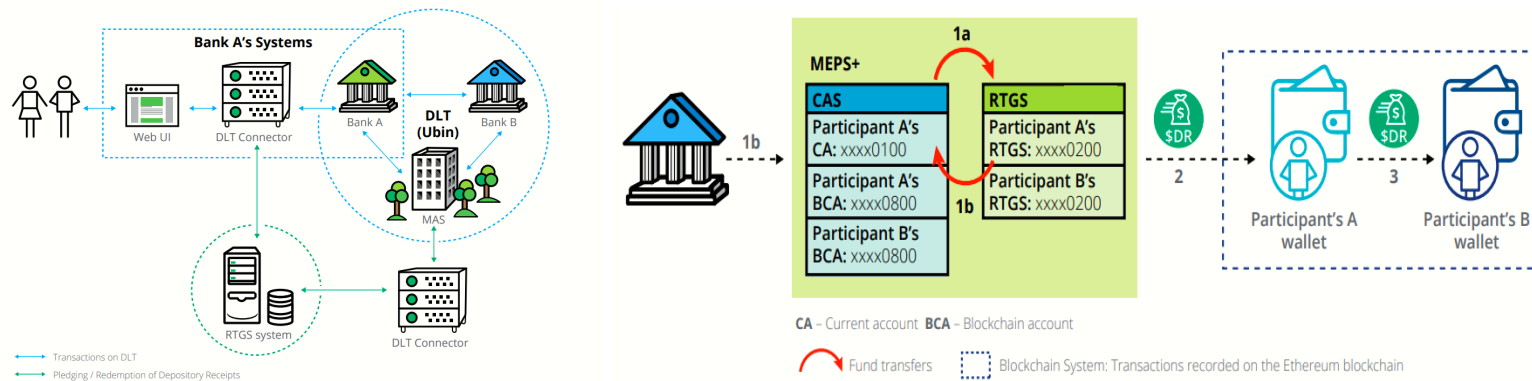 Bank A's Systems
Web UI
DLT Connector
Bank A
DLT
(Ubin)
Bank B
MAS
RTGS system
DLT Connector
Transactions on DLT
Pledging / Redemption of Depository Receipts
1b
MEPS+
1a
CAS
Participant A's
CA: xxxx0100
Participant A's
BCA: xxxx0800
Participant B's
BCA: xxxx0800
RTGS
Participant A's
RTGS: xxxx0200
Participant B's
RTGS: xxxx0200
1b
$DR
2
Participant's A
wallet
$DR
3
Participant's B
wallet
CA – Current account BCA – Blockchain account
Fund transfers
Blockchain System: Transactions recorded on the Ethereum blockchain